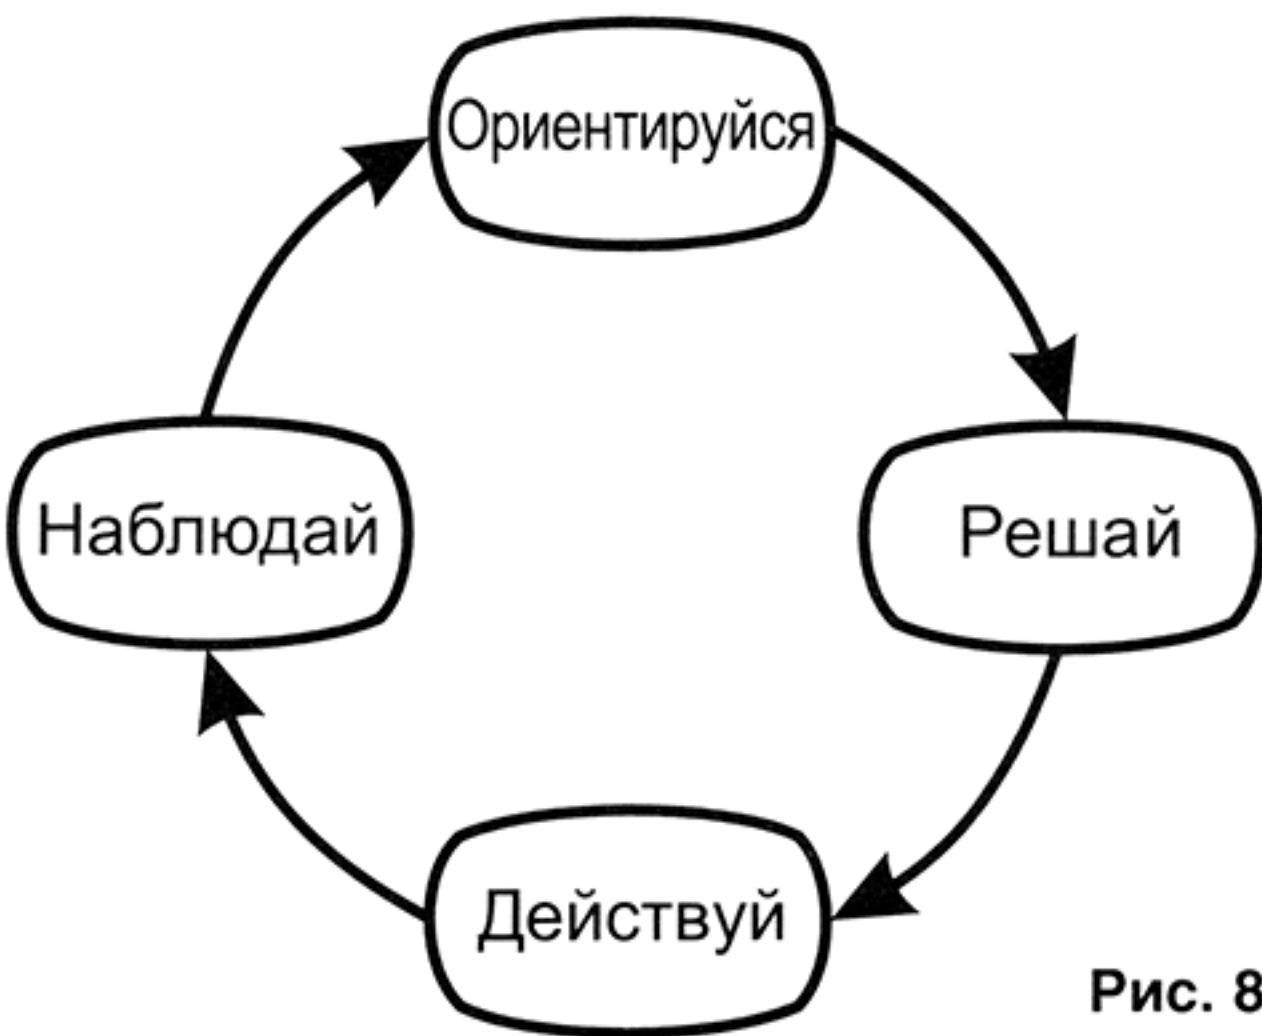 Ориентируйся
Наблюдай
Решай
Действуй
Рис. 8